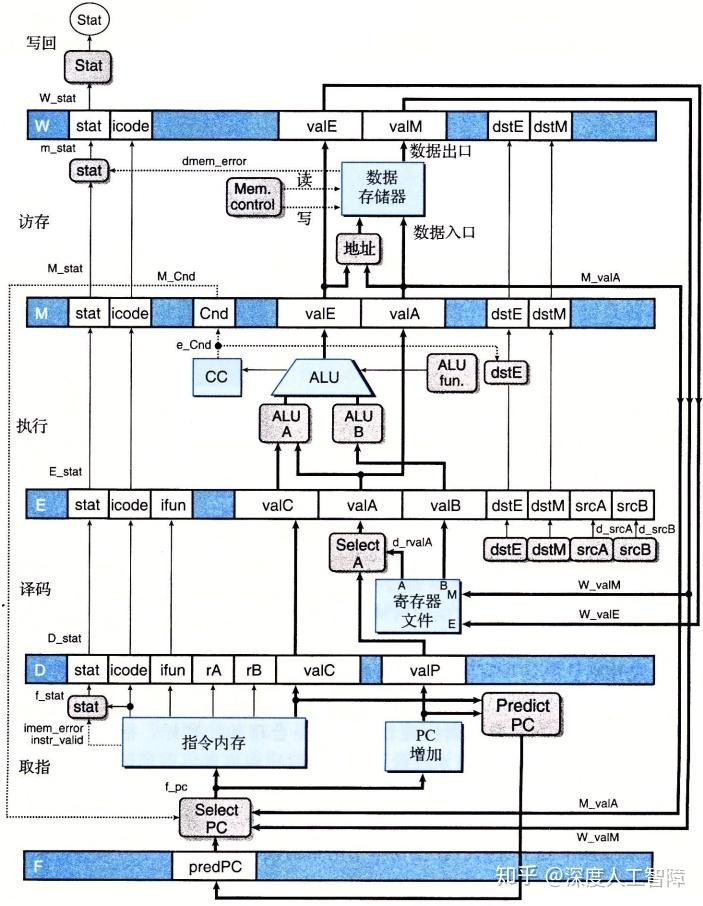 Stat
写回
Stat
W_stat
W
stat
icode
valE
valM
dstE
dstM
m_stat
数据出口
dmem_error
stat
Mem.
control
读
写
数据
存储器
访存
地址
数据入口
M_stat
M_Cnd
M_valA
M
stat
icode
Cnd
valE
valA
dstE
dstM
e_Cnd
CC
ALU
ALU
fun.
dstE
执行
ALU
A
ALU
B
E_stat
E
stat
icode
ifun
valC
valA
valB
dstE
dstM
srcA
srcB
d_srcA
d_srcB
Select
A
d_rvalA
dstE
dstM
srcA
srcB
译码
A
B
M
寄存器
文件
E
W_valM
W_valE
D_stat
D
stat
icode
ifun
rA
rB
valC
valP
f_stat
stat
imem_error
instr_valid
指令内存
PC
增加
Predict
PC
取指
f_pc
Select
PC
M_valA
W_valM
F
predPC
知乎 @深度人工智障